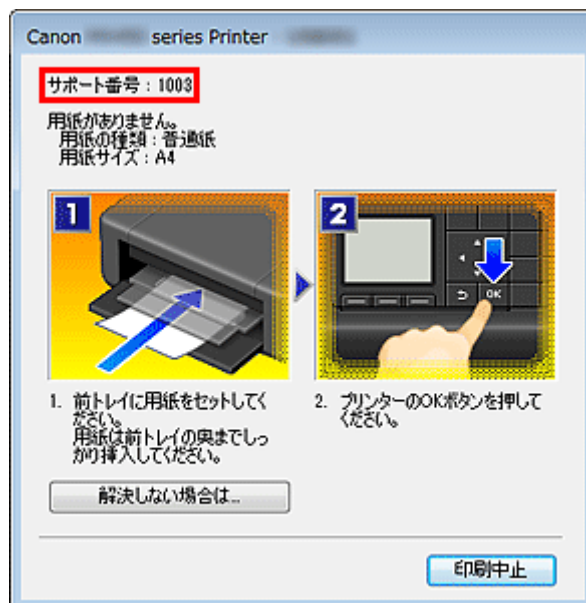 Canon series Printer
サポート番号：1003
用紙がありません。
用紙の種類：普通紙
用紙サイズ：A4
1
2
OK
1. 前トレイに用紙をセットしてく
ださい。
用紙は前トレイの奥までしっ
かり挿入してください。
2. プリンターのOKボタンを押して
ください。
解決しない場合は...
印刷中止